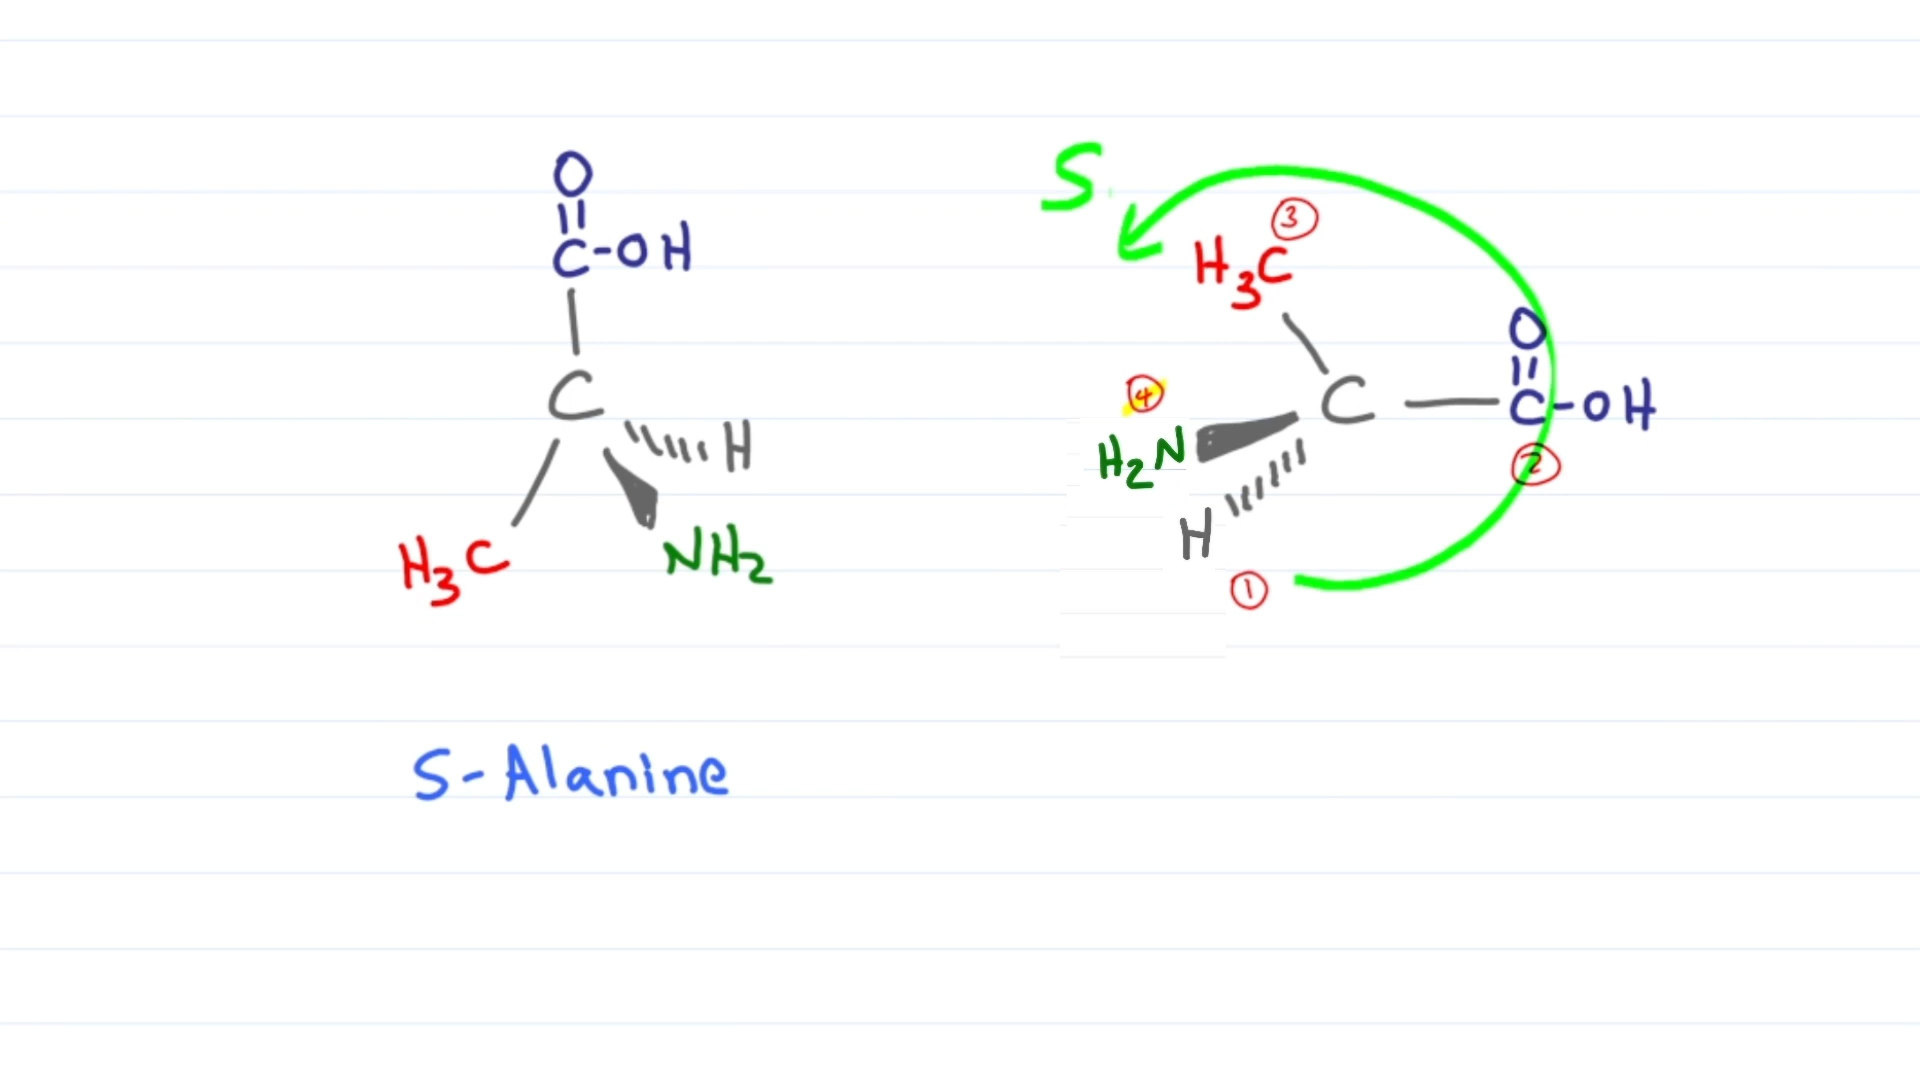 O
C-OH
C
H
H₃C
NH₂
S-Alanine
S
③
H₃C
O
④
C
C-OH
H₂N
②
H
①